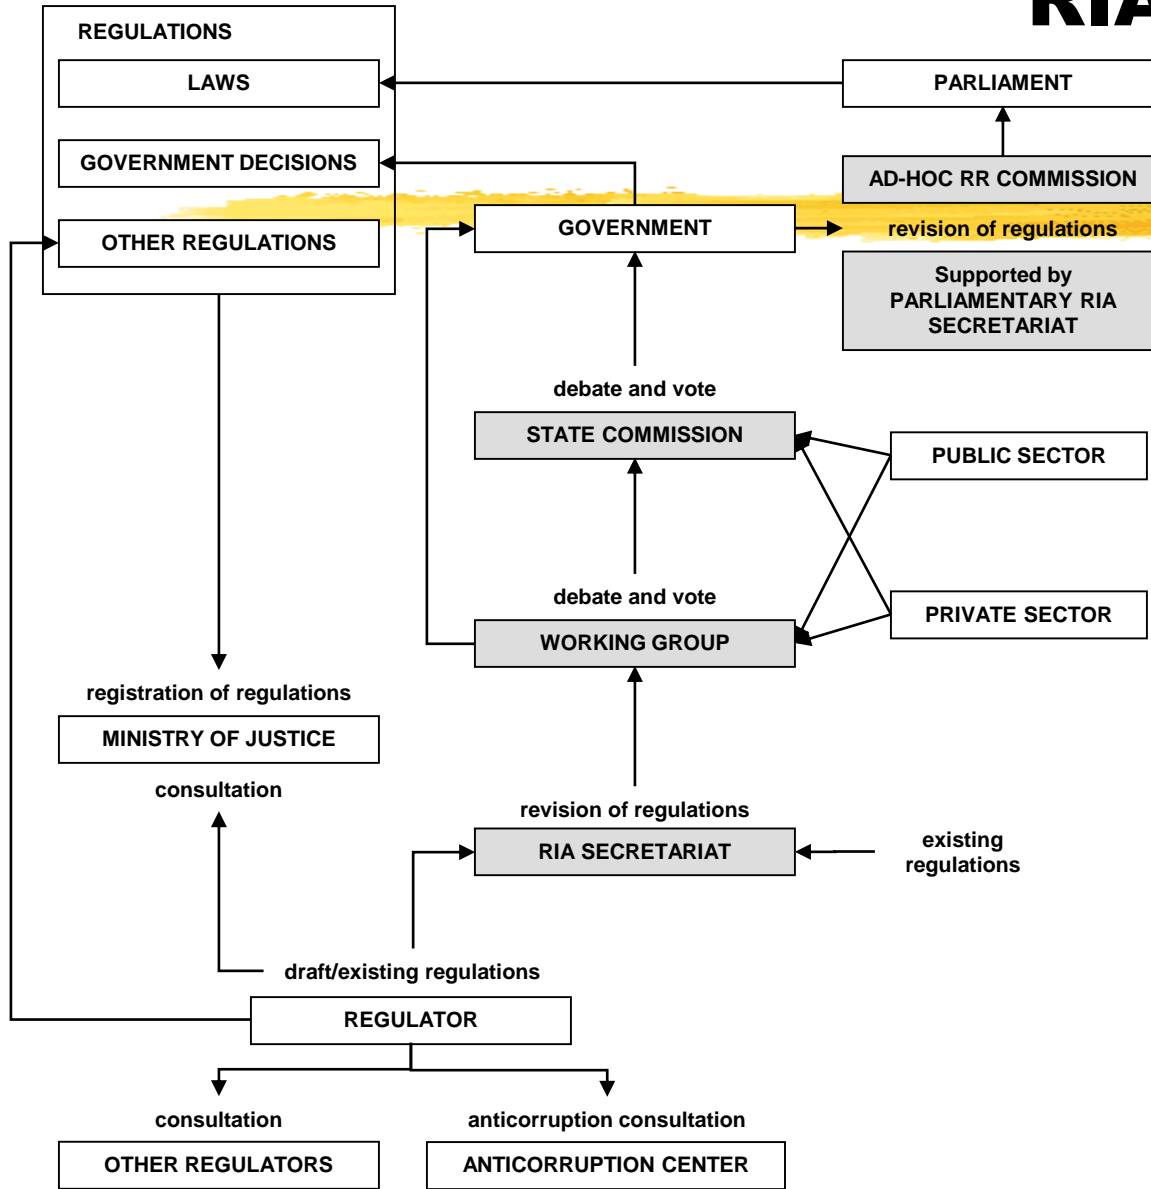 RIA
REGULATIONS
LAWS
PARLIAMENT
GOVERNMENT DECISIONS
AD-HOC RR COMMISSION
OTHER REGULATIONS
GOVERNMENT
revision of regulations
Supported by
PARLIAMENTARY RIA
SECRETARIAT
debate and vote
STATE COMMISSION
PUBLIC SECTOR
debate and vote
PRIVATE SECTOR
WORKING GROUP
registration of regulations
MINISTRY OF JUSTICE
consultation
revision of regulations
RIA SECRETARIAT
existing
regulations
draft/existing regulations
REGULATOR
consultation
anticorruption consultation
OTHER REGULATORS
ANTICORRUPTION CENTER